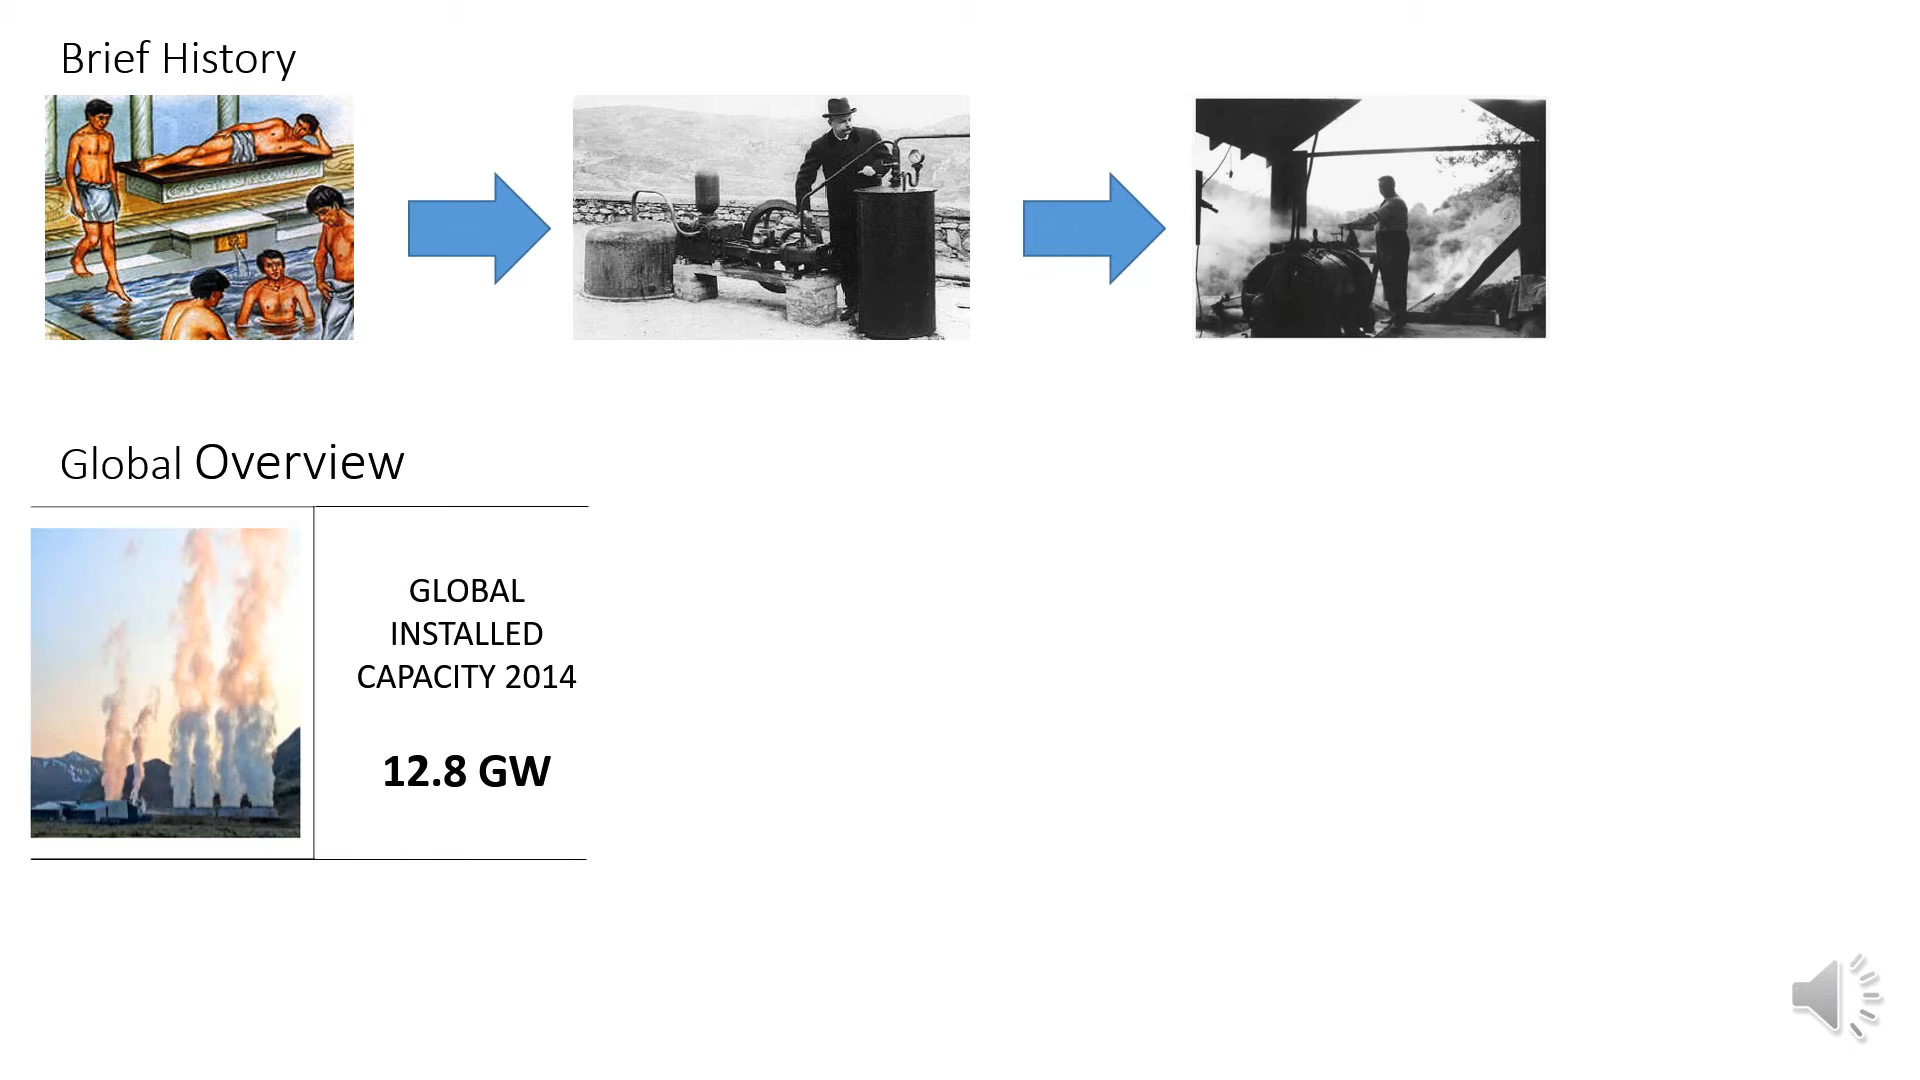 Brief History
Global Overview
GLOBAL
INSTALLED
CAPACITY 2014
12.8 GW